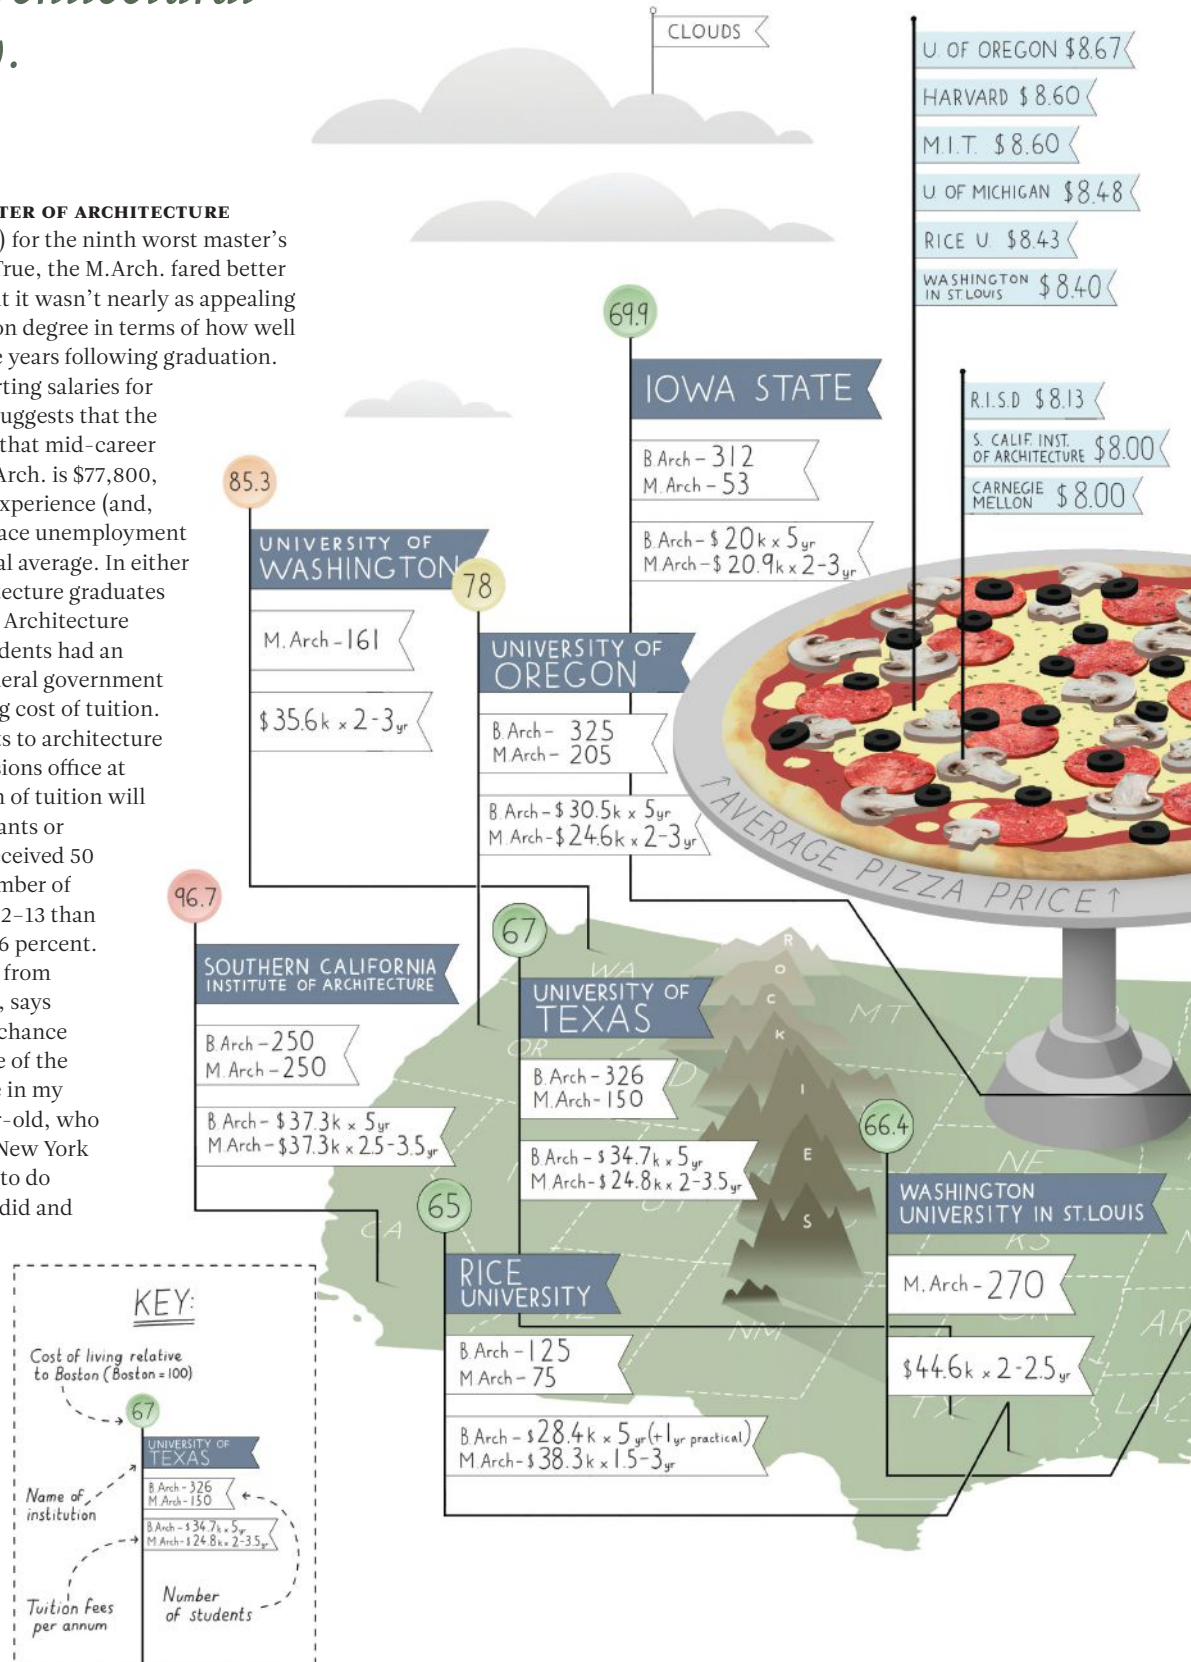 CLOUDS
U. OF OREGON $8.67
HARVARD $8.60
M.I.T. $8.60
U OF MICHIGAN $8.48
RICE U. $8.43
WASHINGTON
IN ST.LOUIS $8.40
R.I.S.D $8.13
S. CALIF. INST.
OF ARCHITECTURE $8.00
CARNEGIE
MELLON $8.00
↑AVERAGE PIZZA PRICE↑
TER OF ARCHITECTURE
) for the ninth worst master's
True, the M.Arch. fared better
t it wasn't nearly as appealing
on degree in terms of how well
e years following graduation.
rting salaries for
uggests that the
that mid-career
Arch. is $77,800,
xperience (and,
ace unemployment
al average. In either
tecture graduates
Architecture
dents had an
eral government
g cost of tuition.
ts to architecture
sions office at
n of tuition will
ants or
ceived 50
mber of
2–13 than
6 percent.
from
, says
chance
e of the
e in my
r-old, who
New York
to do
did and
69.9
IOWA STATE
B.Arch – 312
M.Arch – 53
B.Arch – $20k x 5yr
M.Arch – $20.9k x 2–3yr
85.3
UNIVERSITY OF
WASHINGTON
M.Arch – 161
$35.6k x 2–3yr
78
UNIVERSITY OF
OREGON
B.Arch – 325
M.Arch – 205
B.Arch – $30.5k x 5yr
M.Arch – $24.6k x 2–3yr
96.7
SOUTHERN CALIFORNIA
INSTITUTE OF ARCHITECTURE
B.Arch – 250
M.Arch – 250
B.Arch – $37.3k x 5yr
M.Arch – $37.3k x 2.5–3.5yr
67
UNIVERSITY OF
TEXAS
B.Arch – 326
M.Arch – 150
B.Arch – $34.7k x 5yr
M.Arch – $24.8k x 2–3.5yr
66.4
WASHINGTON
UNIVERSITY IN ST.LOUIS
M.Arch – 270
$44.6k x 2-2.5yr
65
RICE
UNIVERSITY
B.Arch – 125
M.Arch – 75
B.Arch – $28.4k x 5yr (+1yr practical)
M.Arch – $38.3k x 1.5–3yr
WA
OR
MT
ROCKIES
CA
NE
KS
NM
AR
TX
LA
KEY:
Cost of living relative
to Boston (Boston = 100)
67
UNIVERSITY OF
TEXAS
B.Arch – 326
M.Arch – 150
B.Arch – $34.7k x 5yr
M.Arch – $24.8k x 2–3.5yr
Name of
institution
Tuition fees
per annum
Number
of students